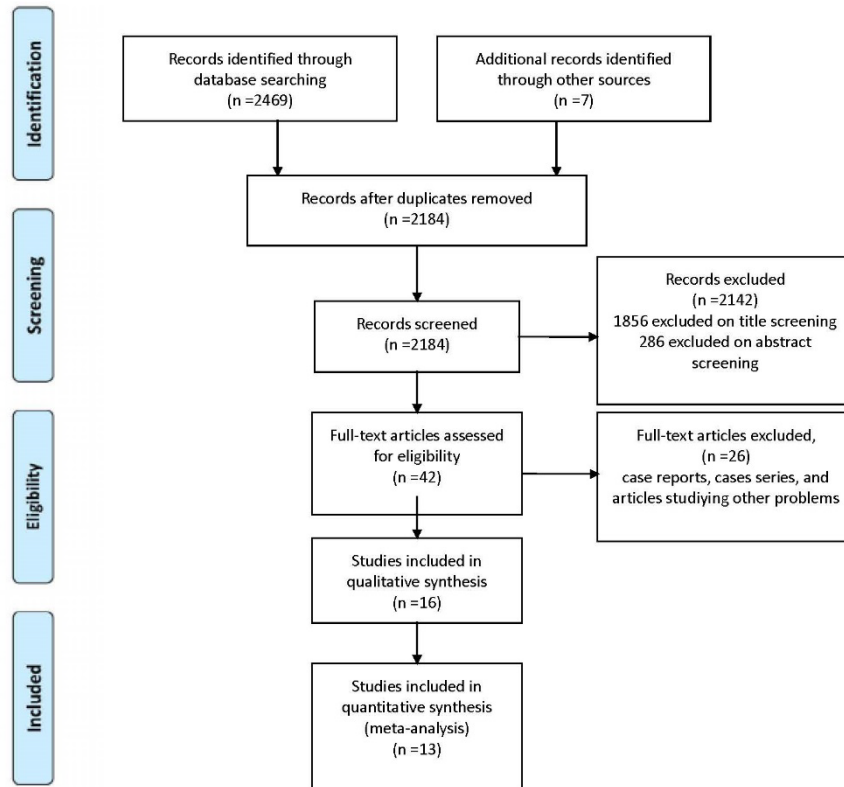 Identification
Records identified through
database searching
(n =2469)
Additional records identified
through other sources
(n =7)
Records after duplicates removed
(n =2184)
Screening
Records screened
(n =2184)
Records excluded
(n =2142)
1856 excluded on title screening
286 excluded on abstract
screening
Eligibility
Full-text articles assessed
for eligibility
(n =42)
Full-text articles excluded,
(n =26)
case reports, cases series, and
articles studiying other problems
Studies included in
qualitative synthesis
(n =16)
Included
Studies included in
quantitative synthesis
(meta-analysis)
(n =13)